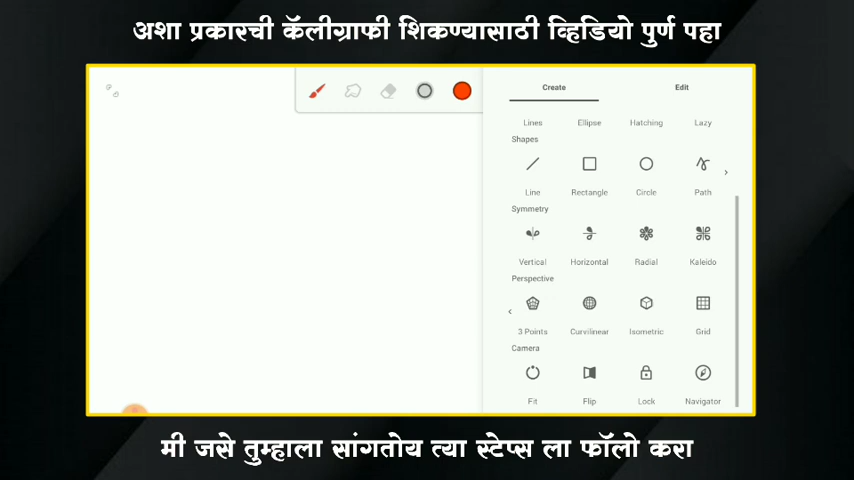 अशा प्रकारची कॅलीग्राफी शिकण्यासाठी व्हिडियो पुर्ण पहा
Create Edit
Lines Ellipse Hatching Lazy
Shapes
Line Rectangle Circle Path
Symmetry
Vertical Horizontal Radial Kaleido
Perspective
3 Points Curvilinear Isometric Grid
Camera
Fit Flip Lock Navigator
मी जसे तुम्हाला सांगतोय त्या स्टेप्स ला फॉलो करा